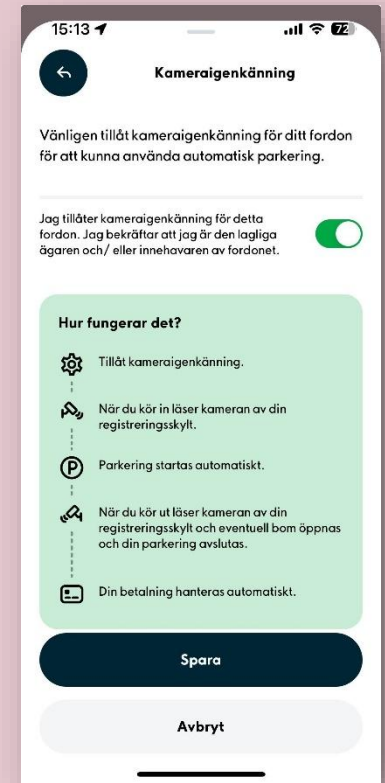 15:13
72
Kameraigenkänning
Vänligen tillåt kameraigenkänning för ditt fordon
för att kunna använda automatisk parkering.
Jag tillåter kameraigenkänning för detta
fordon. Jag bekräftar att jag är den lagliga
ägaren och/ eller innehavaren av fordonet.
Hur fungerar det?
Tillåt kameraigenkänning.
När du kör in läser kameran av din
registreringsskylt.
P
Parkering startas automatiskt.
När du kör ut läser kameran av din
registreringsskylt och eventuell bom öppnas
och din parkering avslutas.
Din betalning hanteras automatiskt.
Spara
Avbryt